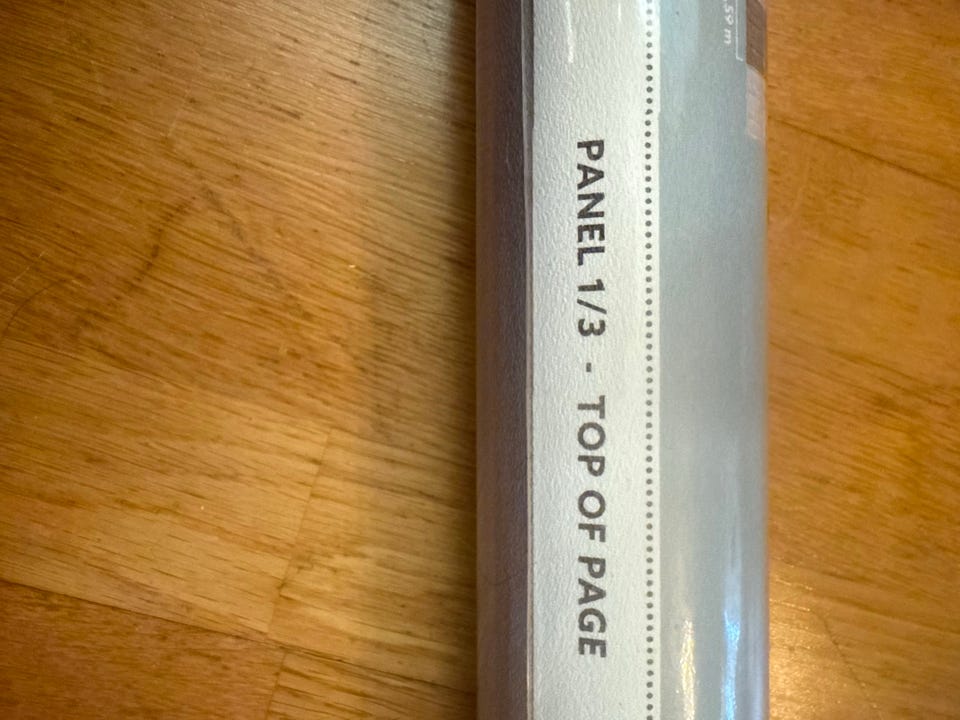 PANEL 1/3 - TOP OF PAGE